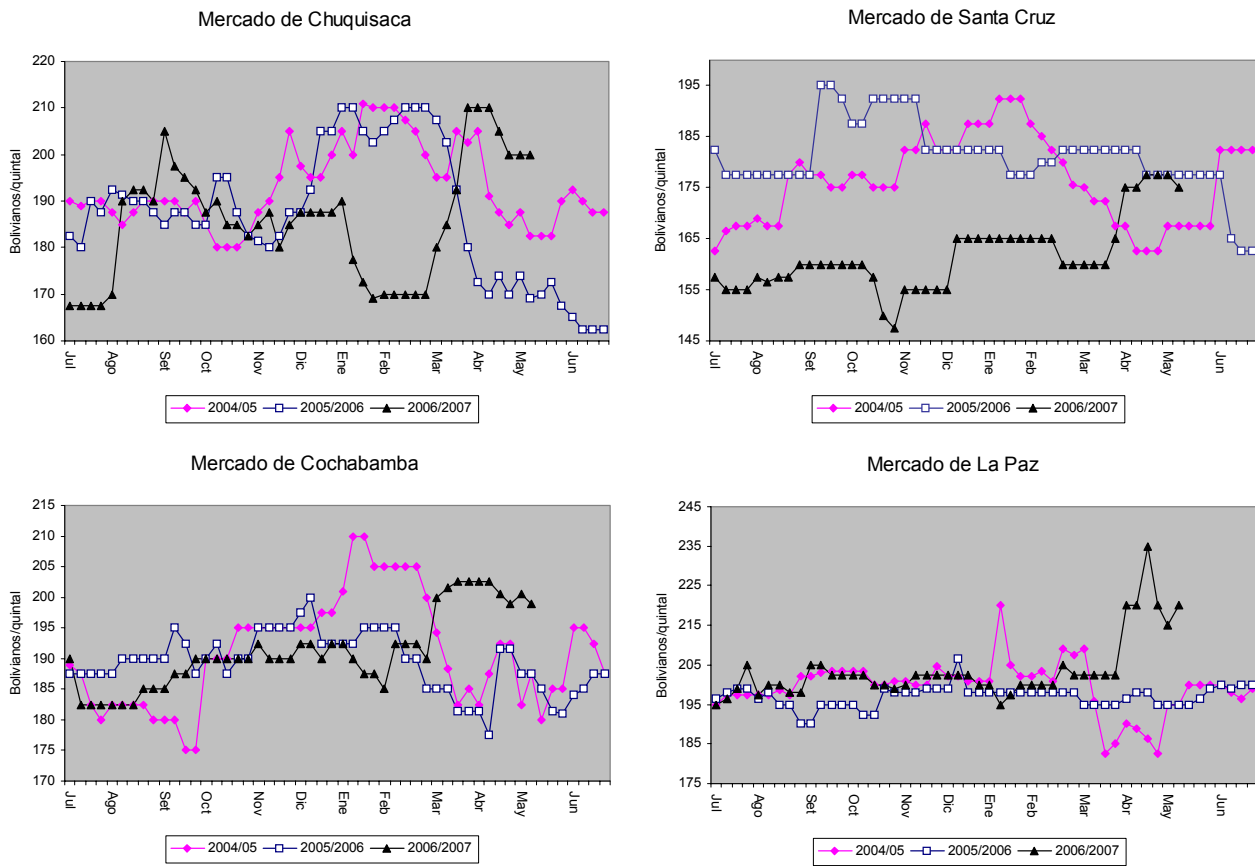 Mercado de Chuquisaca
Bolivianos/quintal
220
210
200
190
180
170
160
Jul Ago Set Oct Nov Dic Ene Feb Mar Abr May Jun
2004/05 2005/2006 2006/2007
Mercado de Santa Cruz
Bolivianos/quintal
195
185
175
165
155
145
Jul Ago Set Oct Nov Dic Ene Feb Mar Abr May Jun
2004/05 2005/2006 2006/2007
Mercado de Cochabamba
Bolivianos/quintal
215
210
205
200
195
190
185
180
175
170
Jul Ago Set Oct Nov Dic Ene Feb Mar Abr May Jun
2004/05 2005/2006 2006/2007
Mercado de La Paz
Bolivianos/quintal
245
235
225
215
205
195
185
175
Jul Ago Set Oct Nov Dic Ene Feb Mar Abr May Jun
2004/05 2005/2006 2006/2007